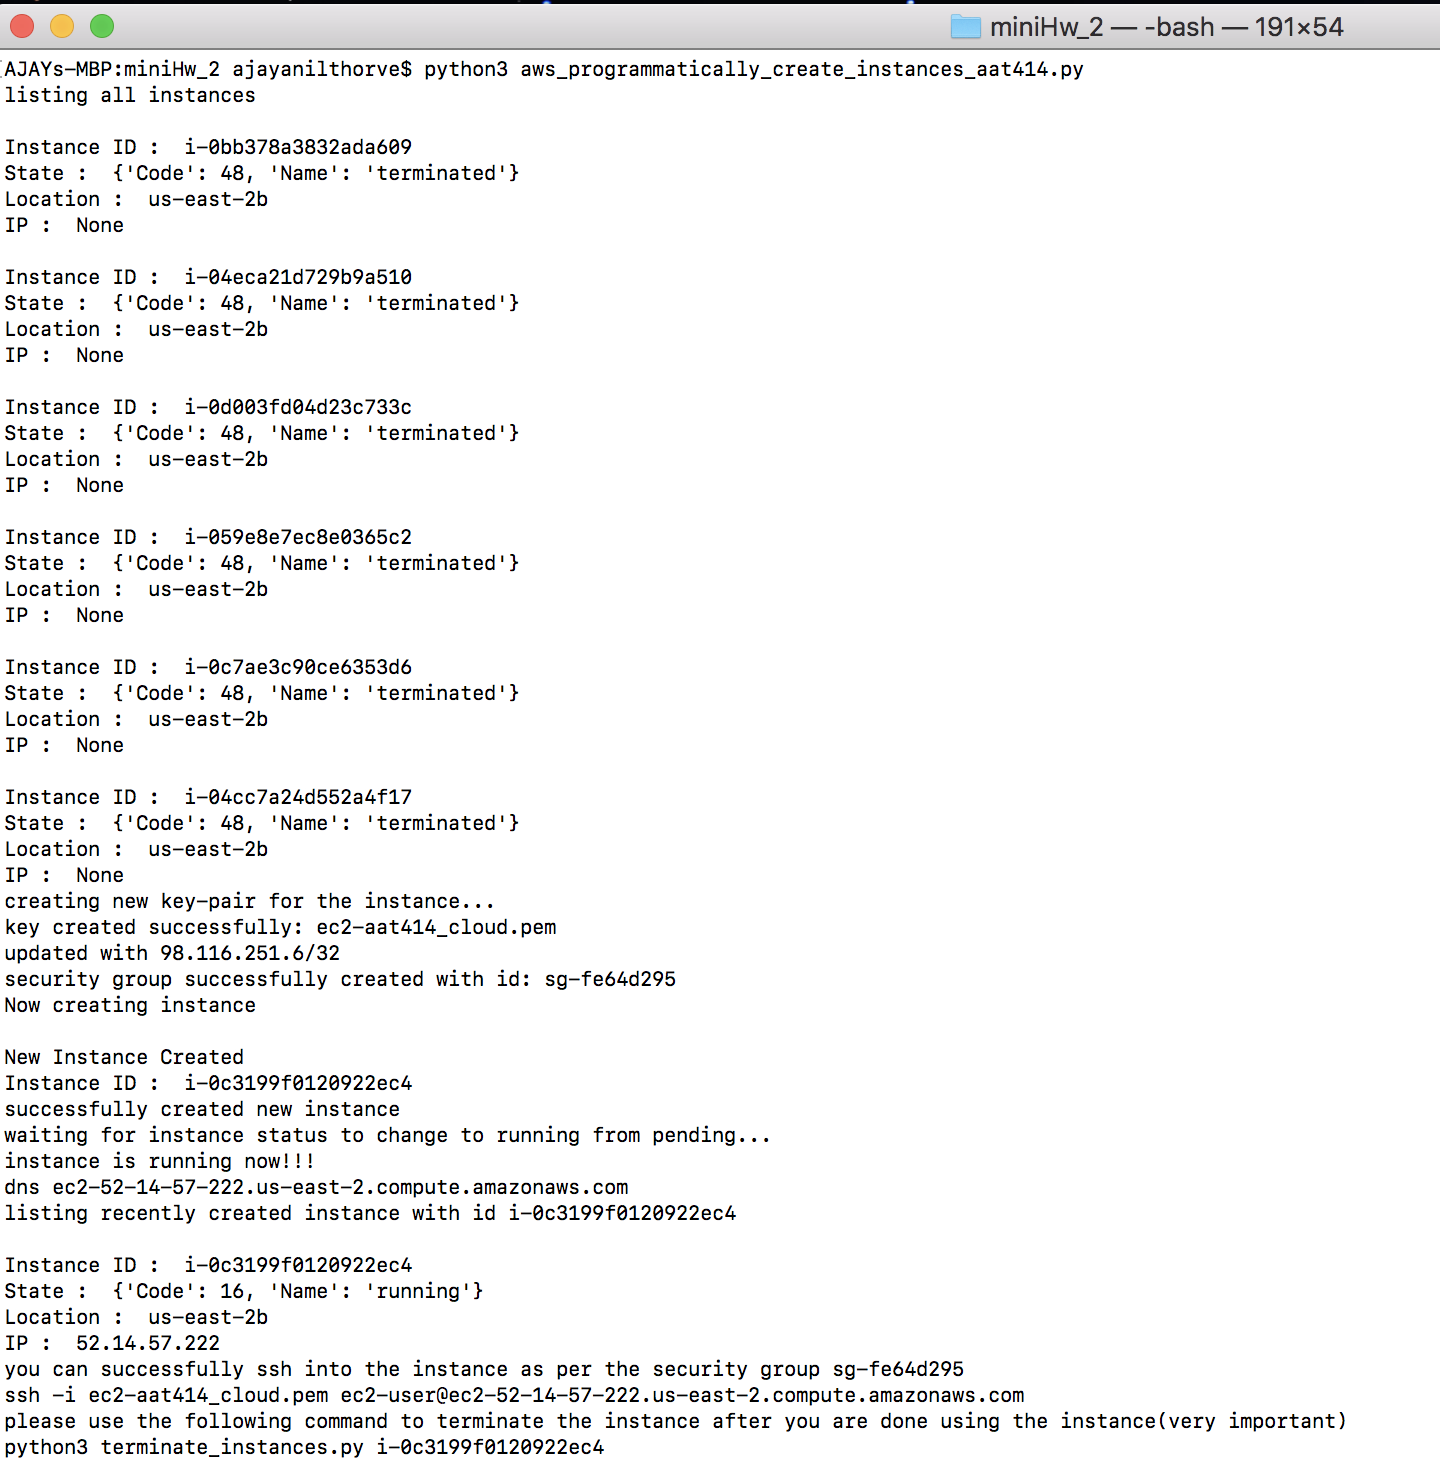 miniHw_2 — -bash — 191×54
AJAYs-MBP:miniHw_2 ajayanilthorve$ python3 aws_programmatically_create_instances_aat414.py
listing all instances
Instance ID :  i-0bb378a3832ada609
State :  {'Code': 48, 'Name': 'terminated'}
Location :  us-east-2b
IP :  None
Instance ID :  i-04eca21d729b9a510
State :  {'Code': 48, 'Name': 'terminated'}
Location :  us-east-2b
IP :  None
Instance ID :  i-0d003fd04d23c733c
State :  {'Code': 48, 'Name': 'terminated'}
Location :  us-east-2b
IP :  None
Instance ID :  i-059e8e7ec8e0365c2
State :  {'Code': 48, 'Name': 'terminated'}
Location :  us-east-2b
IP :  None
Instance ID :  i-0c7ae3c90ce6353d6
State :  {'Code': 48, 'Name': 'terminated'}
Location :  us-east-2b
IP :  None
Instance ID :  i-04cc7a24d552a4f17
State :  {'Code': 48, 'Name': 'terminated'}
Location :  us-east-2b
IP :  None
creating new key-pair for the instance...
key created successfully: ec2-aat414_cloud.pem
updated with 98.116.251.6/32
security group successfully created with id: sg-fe64d295
Now creating instance
New Instance Created
Instance ID :  i-0c3199f0120922ec4
successfully created new instance
waiting for instance status to change to running from pending...
instance is running now!!!
dns ec2-52-14-57-222.us-east-2.compute.amazonaws.com
listing recently created instance with id i-0c3199f0120922ec4
Instance ID :  i-0c3199f0120922ec4
State :  {'Code': 16, 'Name': 'running'}
Location :  us-east-2b
IP :  52.14.57.222
you can successfully ssh into the instance as per the security group sg-fe64d295
ssh -i ec2-aat414_cloud.pem ec2-user@ec2-52-14-57-222.us-east-2.compute.amazonaws.com
please use the following command to terminate the instance after you are done using the instance(very important)
python3 terminate_instances.py i-0c3199f0120922ec4